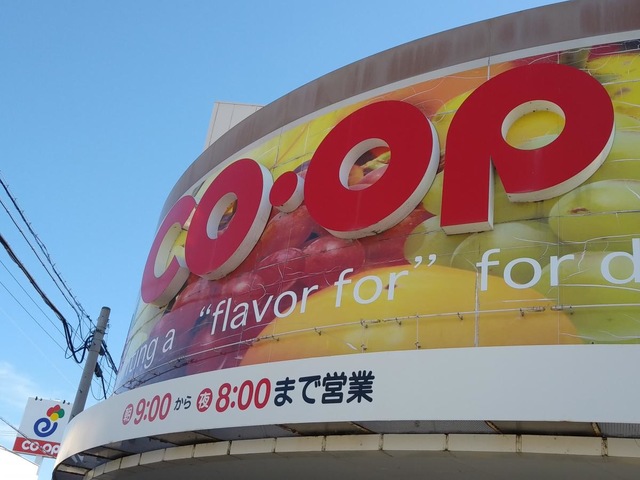 co·op
a "flavor for" for d
朝9:00から夜8:00まで営業
co·op